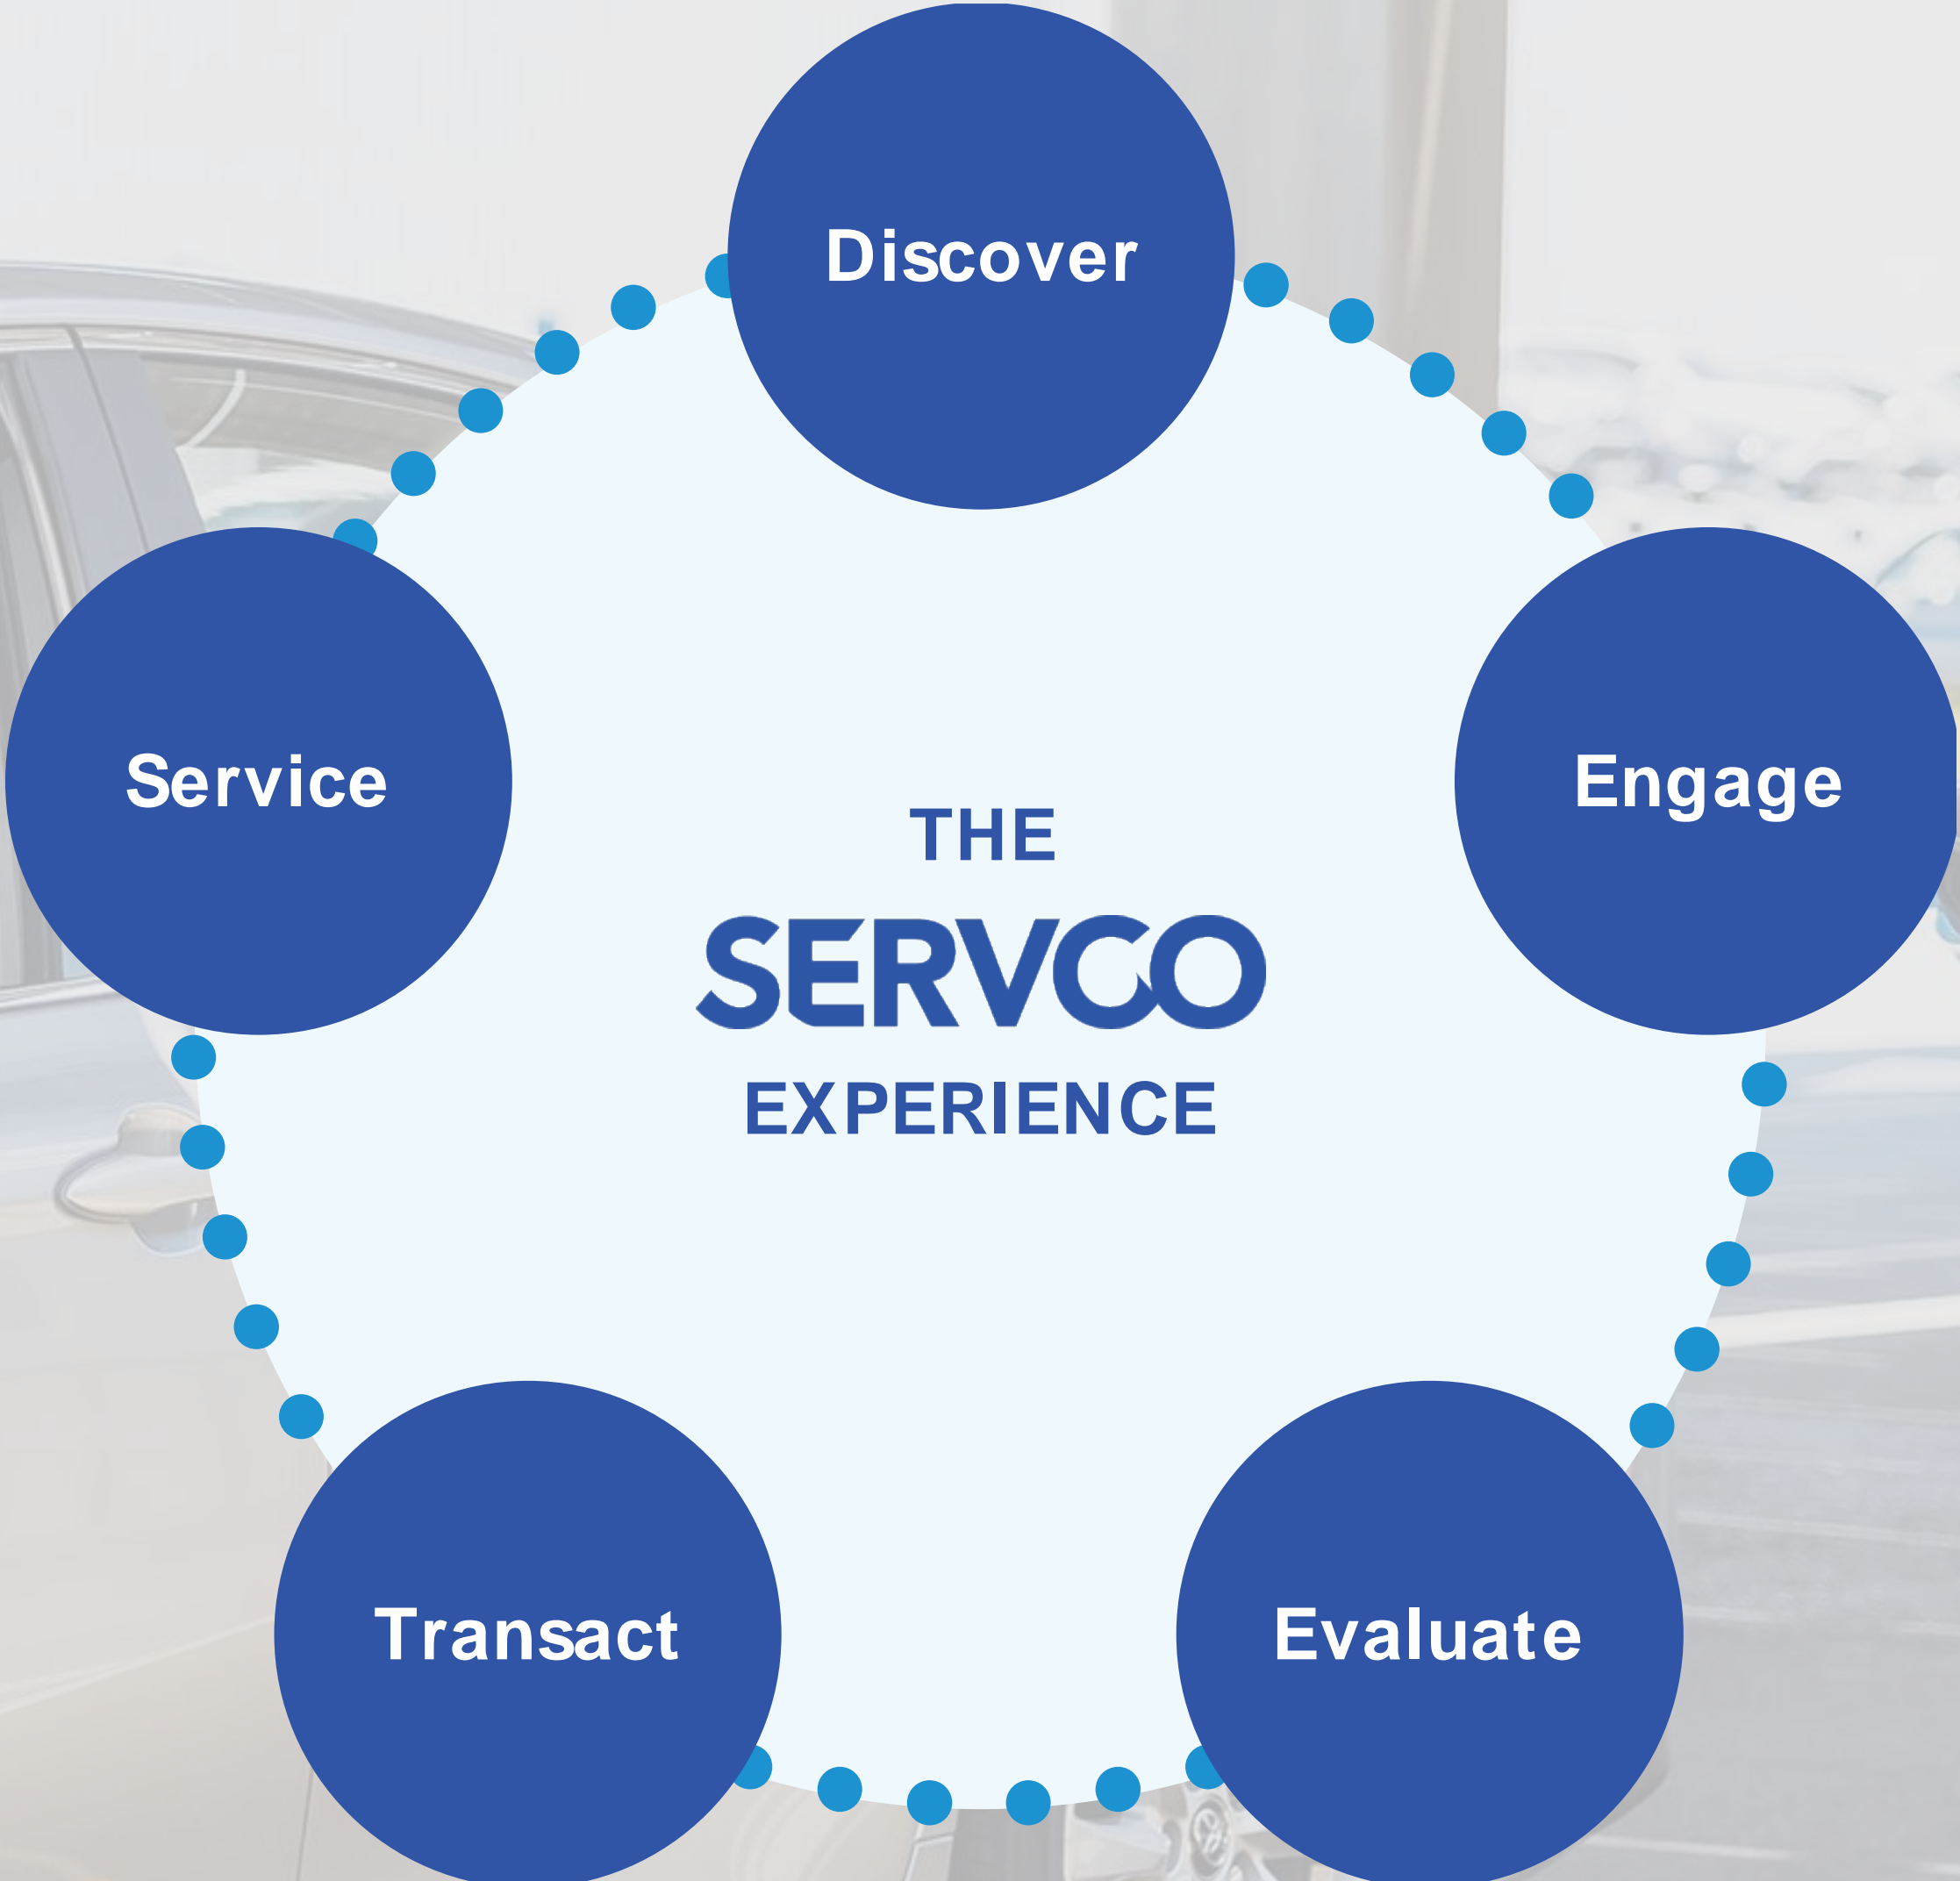 Discover
Service
Engage
THE
SERVCO
EXPERIENCE
Transact
Evaluate